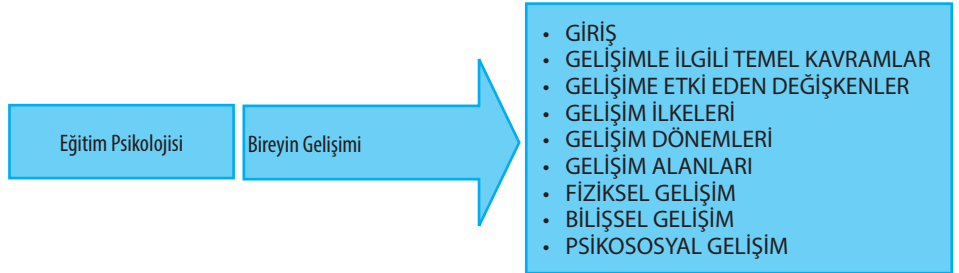 Eğitim Psikolojisi
Bireyin Gelişimi
• GİRİŞ
• GELİŞİMLE İLGİLİ TEMEL KAVRAMLAR
• GELİŞİME ETKİ EDEN DEĞİŞKENLER
• GELİŞİM İLKELERİ
• GELİŞİM DÖNEMLERİ
• GELİŞİM ALANLARI
• FİZİKSEL GELİŞİM
• BİLİŞSEL GELİŞİM
• PSİKOSOSYAL GELİŞİM